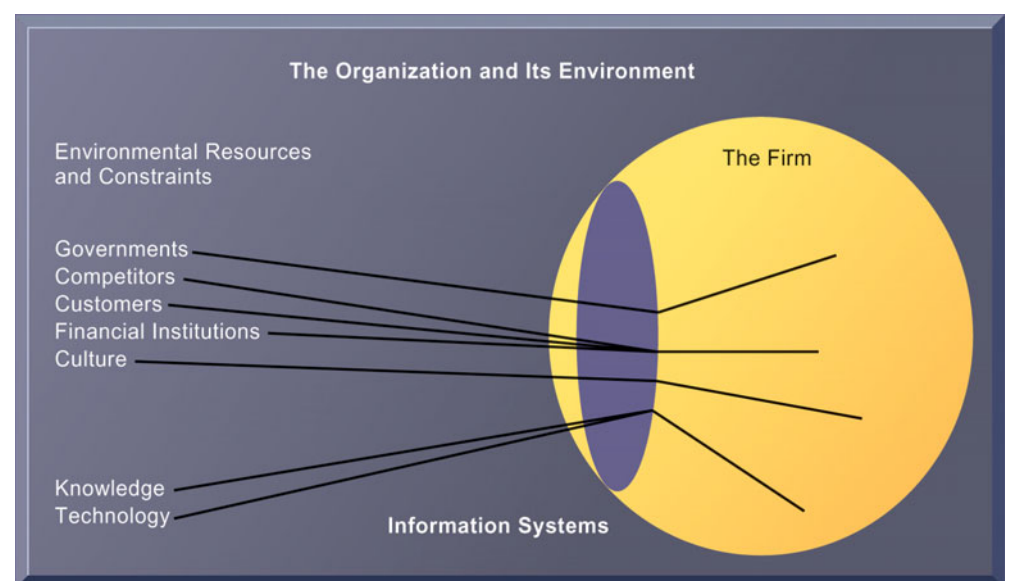 The Organization and Its Environment
Environmental Resources
and Constraints
The Firm
Governments
Competitors
Customers
Financial Institutions
Culture
Knowledge
Technology
Information Systems